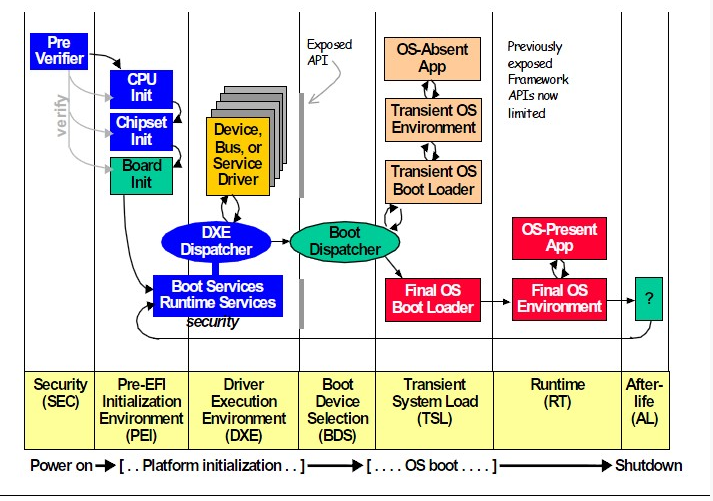 Pre
Verifier
verify
CPU
Init
Chipset
Init
Board
Init
Device,
Bus, or
Service
Driver
DXE
Dispatcher
Boot Services
Runtime Services
security
Exposed
API
Boot
Dispatcher
OS-Absent
App
Transient OS
Environment
Transient OS
Boot Loader
Final OS
Boot Loader
Previously
exposed
Framework
APIs now
limited
OS-Present
App
Final OS
Environment
?
Security
(SEC)
Pre-EFI
Initialization
Environment
(PEI)
Driver
Execution
Environment
(DXE)
Boot
Device
Selection
(BDS)
Transient
System Load
(TSL)
Runtime
(RT)
After-
life
(AL)
Power on [ . . Platform initialization . . ] [ . . . . OS boot . . . . ] Shutdown